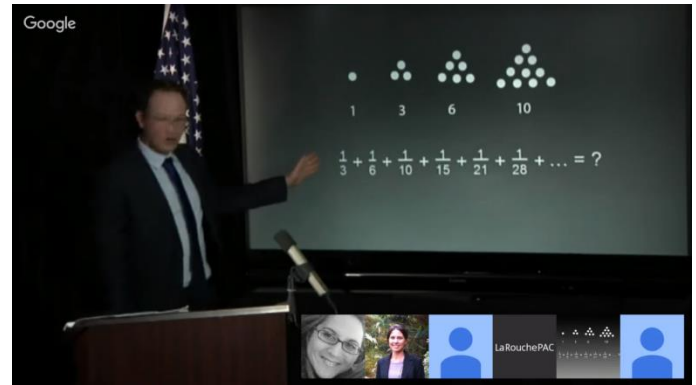 Google
1 3 6 10
1/3 + 1/6 + 1/10 + 1/15 + 1/21 + 1/28 + ... = ?
LaRouchePAC